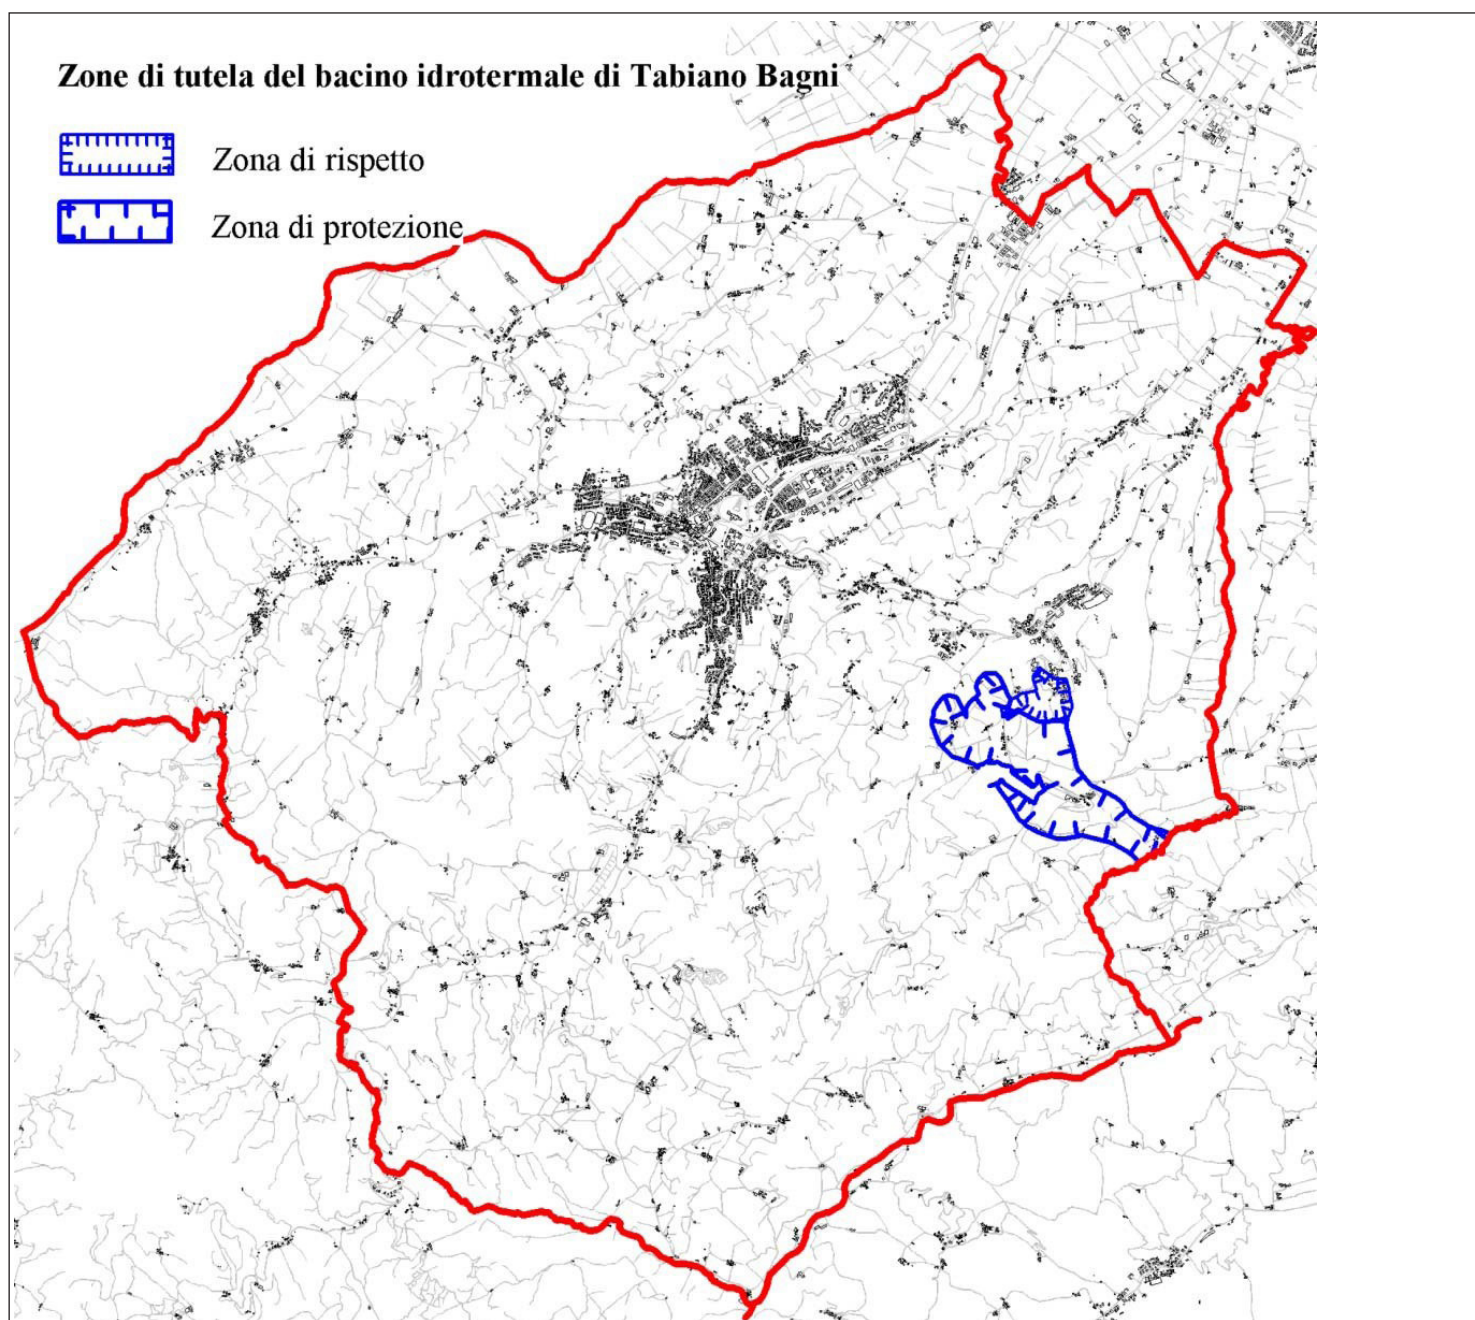 Zone di tutela del bacino idrotermale di Tabiano Bagni
Zona di rispetto
Zona di protezione